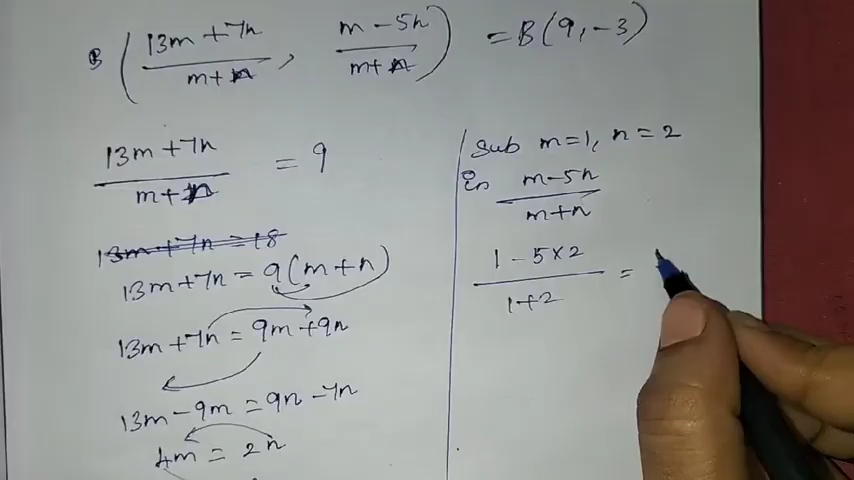 B ( 13m + 7n / m + n , m - 5n / m + n ) = B(9, -3)
13m + 7n / m + n = 9
13m + 7n = 18
13m + 7n = 9(m + n)
13m + 7n = 9m + 9n
13m - 9m = 9n - 7n
4m = 2n
Sub m = 1, n = 2
in m - 5n / m + n
1 - 5 × 2 / 1 + 2 =